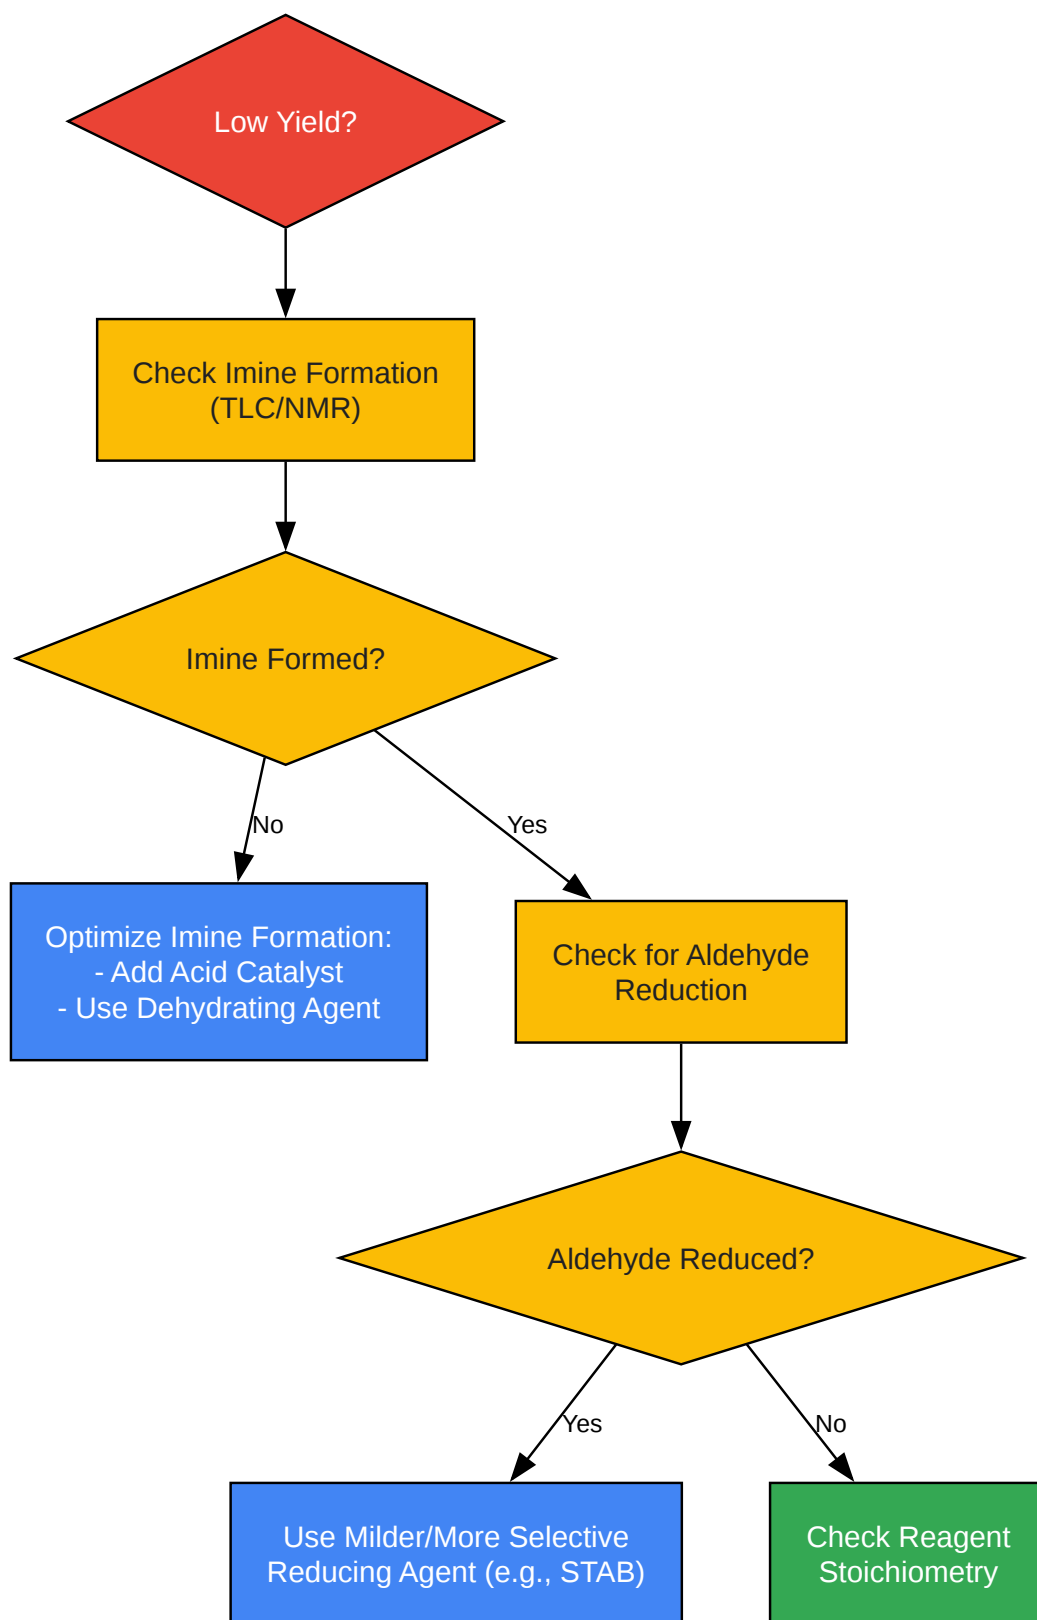 Low Yield?
Check Imine Formation
(TLC/NMR)
Imine Formed?
No
Yes
Optimize Imine Formation:
- Add Acid Catalyst
- Use Dehydrating Agent
Check for Aldehyde
Reduction
Aldehyde Reduced?
Yes
No
Use Milder/More Selective
Reducing Agent (e.g., STAB)
Check Reagent
Stoichiometry